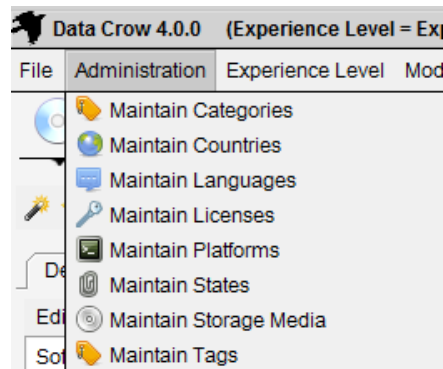 Data Crow 4.0.0 (Experience Level = Exp
File Administration Experience Level Mod
Maintain Categories
Maintain Countries
Maintain Languages
Maintain Licenses
Maintain Platforms
De
Maintain States
Edi
Maintain Storage Media
Sof
Maintain Tags